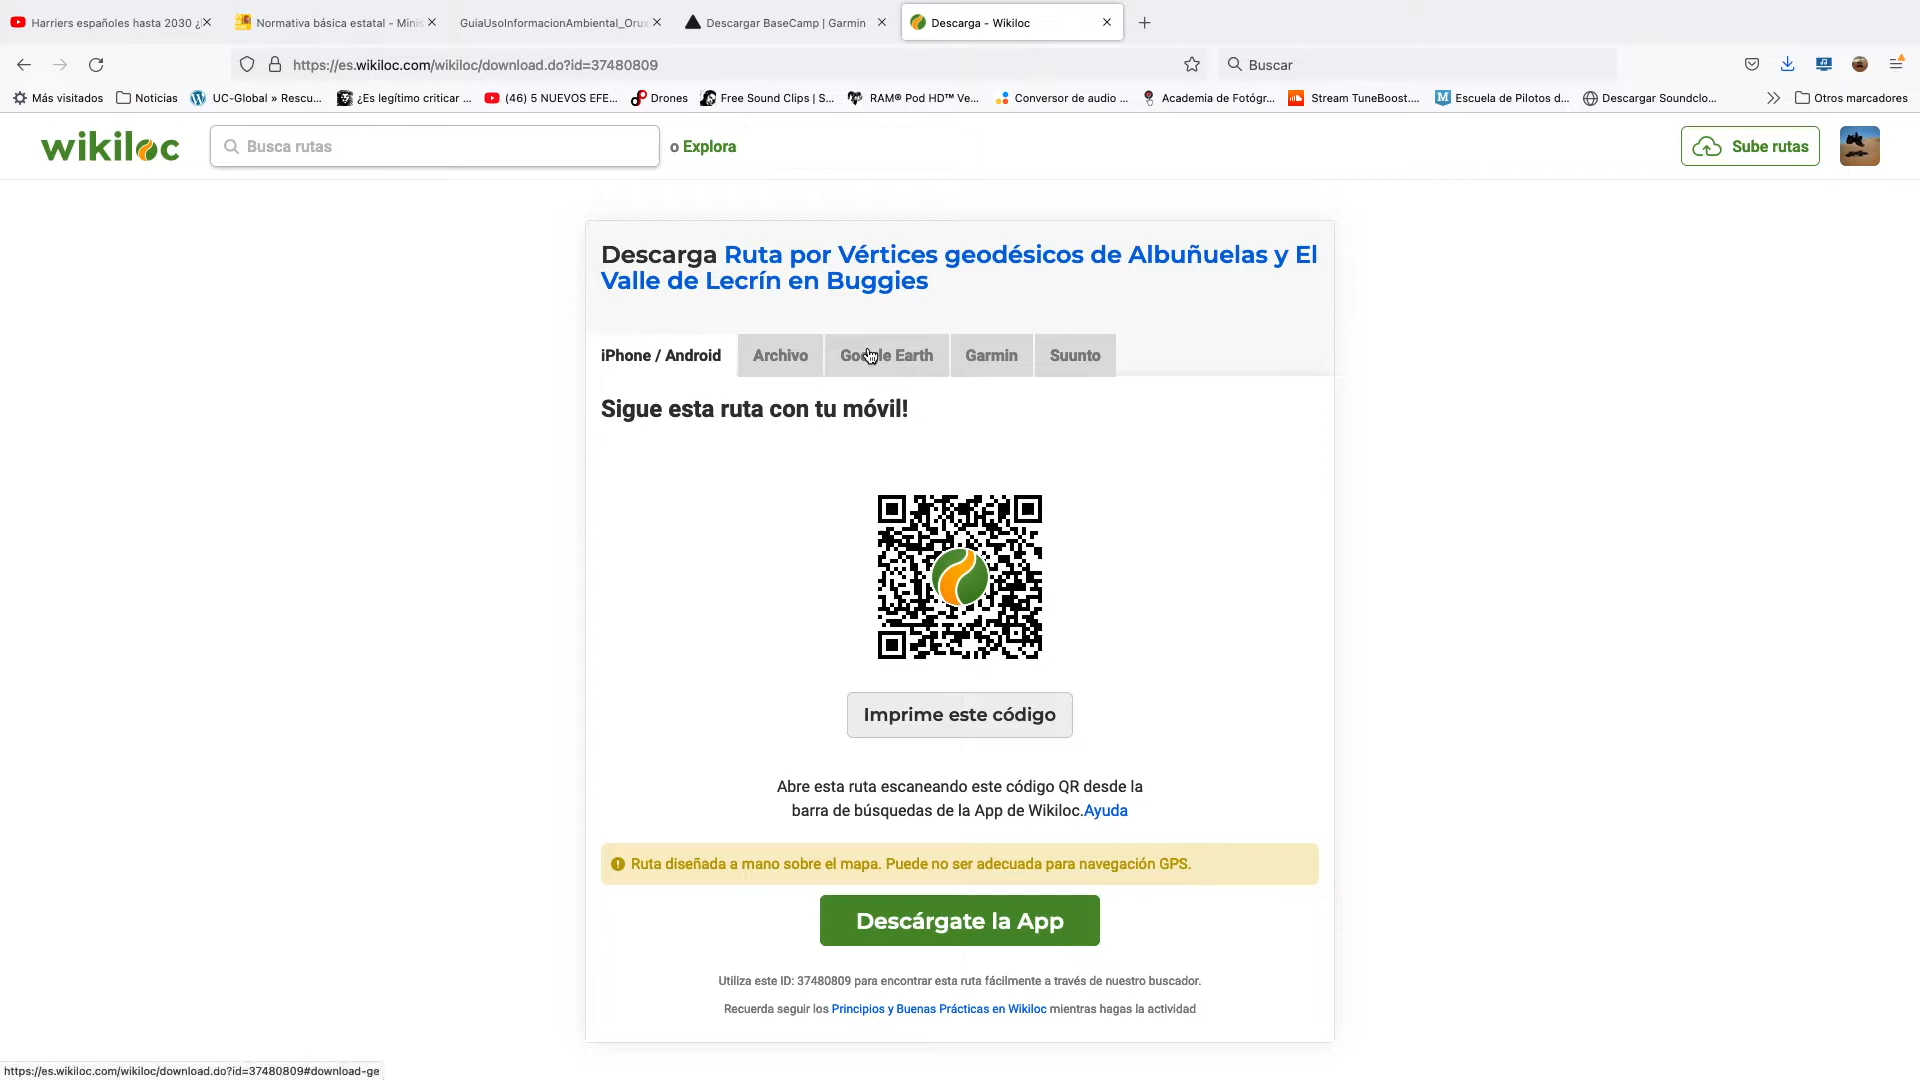 Harriers españoles hasta 2030 ¿
Normativa básica estatal - Minis
GuiaUsoInformacionAmbiental_Orux
Descargar BaseCamp | Garmin
Descarga - Wikiloc
https://es.wikiloc.com/wikiloc/download.do?id=37480809
Buscar
Más visitados
Noticias
UC-Global » Rescu...
¿Es legítimo criticar ...
(46) 5 NUEVOS EFE...
Drones
Free Sound Clips | S...
RAM® Pod HD™ Ve...
Conversor de audio ...
Academia de Fotógr...
Stream TuneBoost....
Escuela de Pilotos d...
Descargar Soundclo...
Otros marcadores
wikiloc
Busca rutas
o Explora
Sube rutas
Descarga Ruta por Vértices geodésicos de Albuñuelas y El
Valle de Lecrín en Buggies
iPhone / Android
Archivo
Google Earth
Garmin
Suunto
Sigue esta ruta con tu móvil!
Imprime este código
Abre esta ruta escaneando este código QR desde la
barra de búsquedas de la App de Wikiloc.Ayuda
Ruta diseñada a mano sobre el mapa. Puede no ser adecuada para navegación GPS.
Descárgate la App
Utiliza este ID: 37480809 para encontrar esta ruta fácilmente a través de nuestro buscador.
Recuerda seguir los Principios y Buenas Prácticas en Wikiloc mientras hagas la actividad
https://es.wikiloc.com/wikiloc/download.do?id=37480809#download-ge